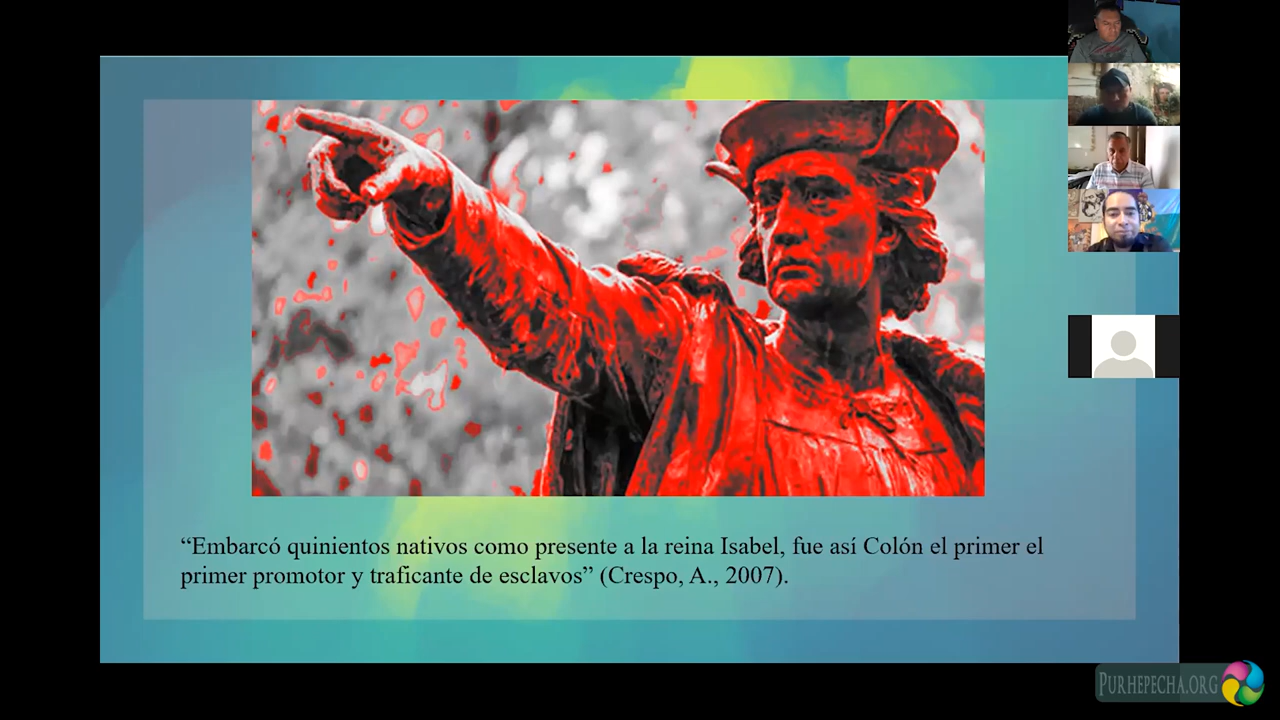 “Embarcó quinientos nativos como presente a la reina Isabel, fue así Colón el primer el
primer promotor y traficante de esclavos” (Crespo, A., 2007).
PURHEPECHA.ORG